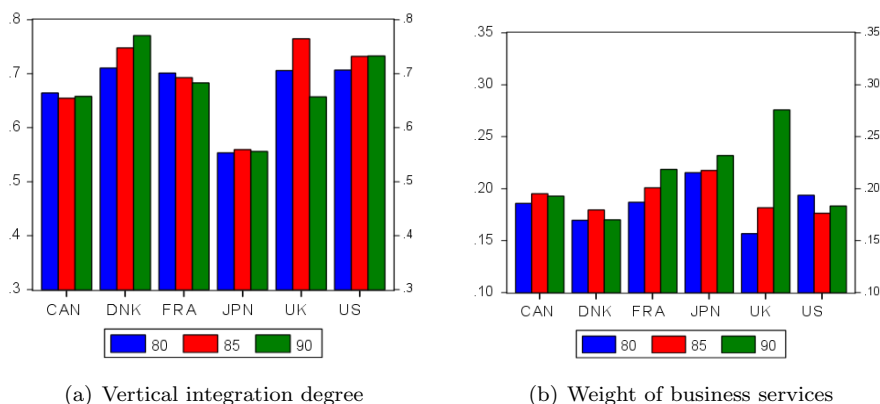 .8 .8
.7 .7
.6 .6
.5 .5
.4 .4
.3 .3
CAN DNK FRA JPN UK US
80 85 90
(a) Vertical integration degree
.35 .35
.30 .30
.25 .25
.20 .20
.15 .15
.10 .10
CAN DNK FRA JPN UK US
80 85 90
(b) Weight of business services